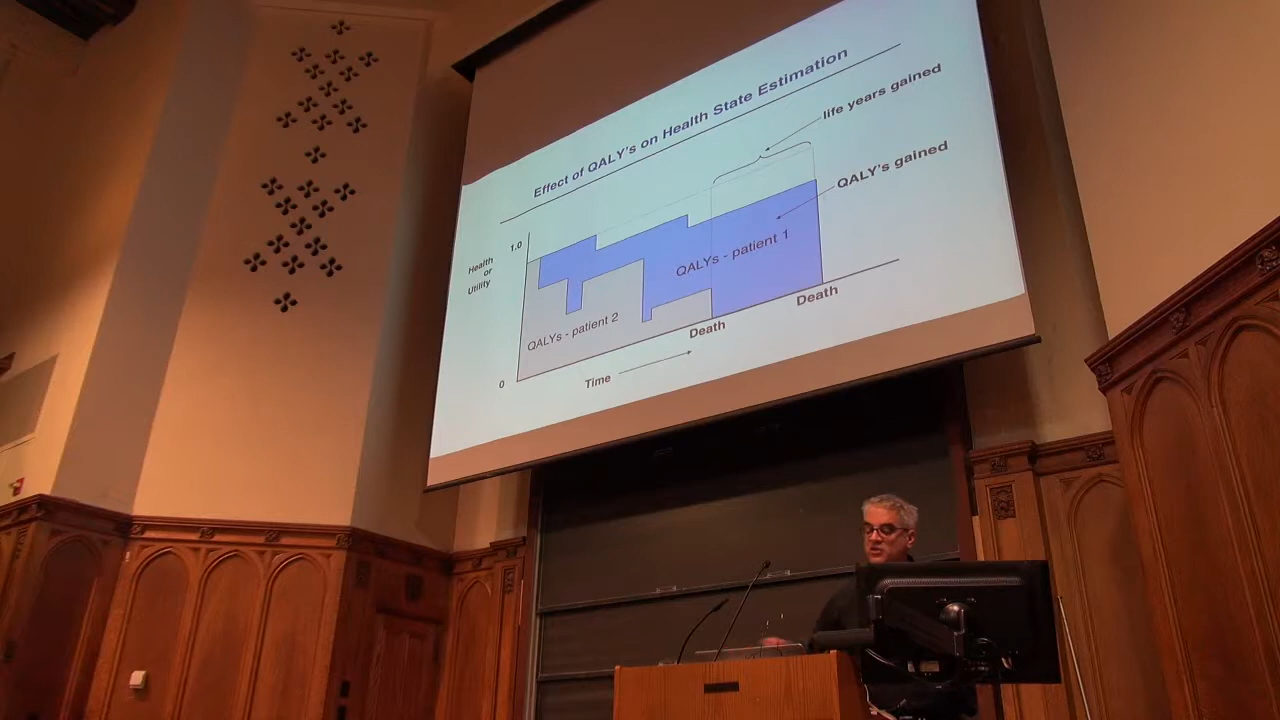 Effect of QALY's on Health State Estimation
life years gained
QALY's gained
1.0
Health
or
Utility
QALYs - patient 1
QALYs - patient 2
0
Death
Death
Time